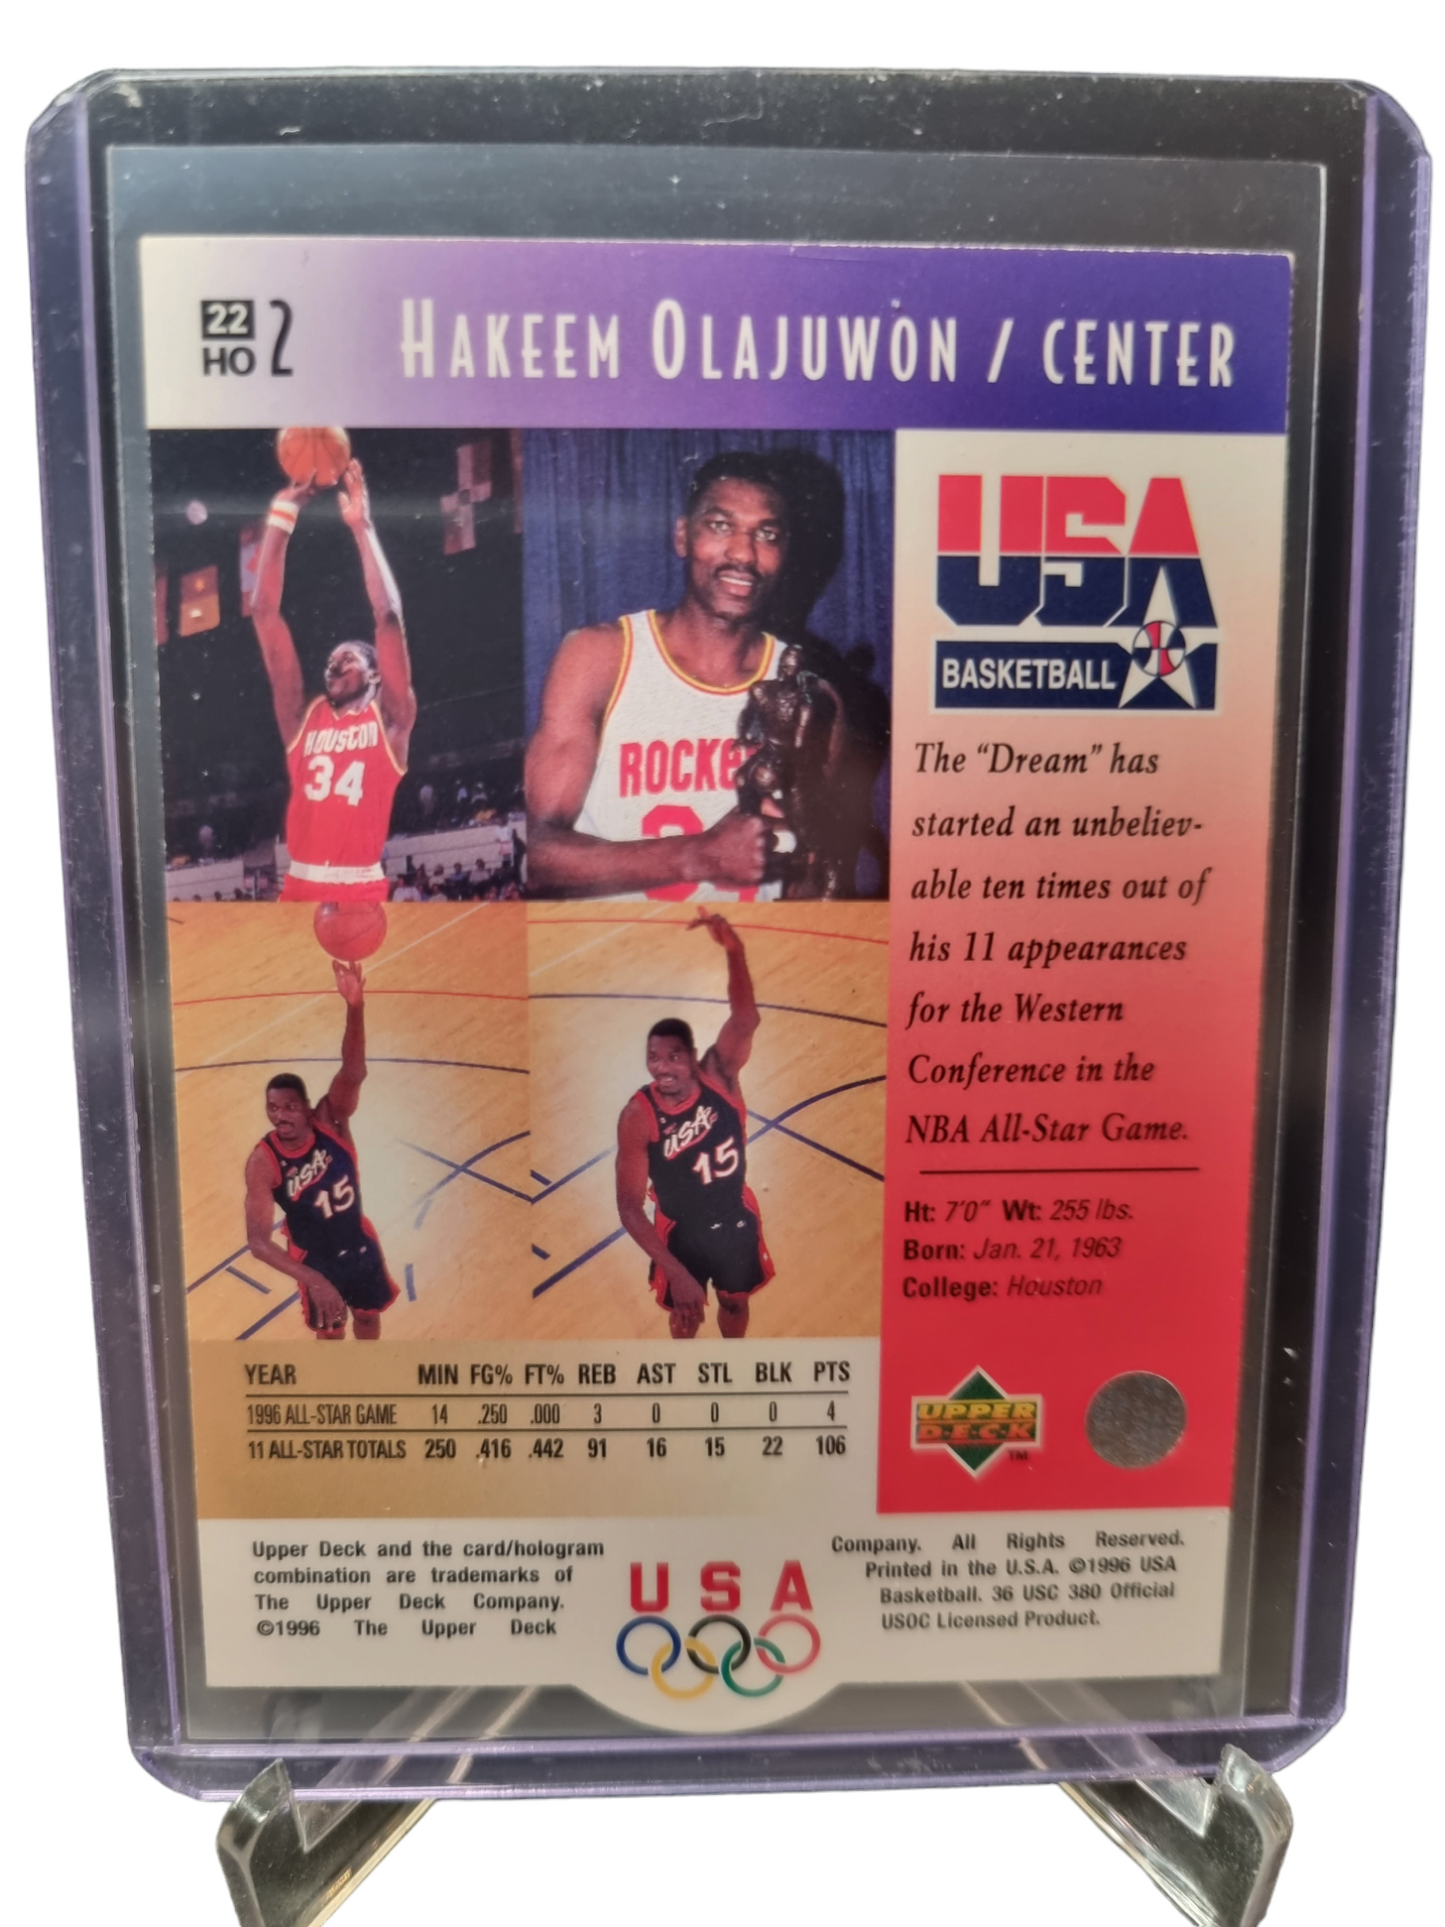 22
HO 2
HAKEEM OLAJUWON / CENTER
HOUSTON
34
ROCKE
USA
15
USA
15
USA
BASKETBALL
The “Dream” has
started an unbeliev-
able ten times out of
his 11 appearances
for the Western
Conference in the
NBA All-Star Game.
Ht: 7'0" Wt: 255 lbs.
Born: Jan. 21, 1963
College: Houston
UPPER
D·E·C·K
TM
YEAR MIN FG% FT% REB AST STL BLK PTS
1996 ALL-STAR GAME 14 .250 .000 3 0 0 0 4
11 ALL-STAR TOTALS 250 .416 .442 91 16 15 22 106
Upper Deck and the card/hologram
combination are trademarks of
The Upper Deck Company.
©1996 The Upper Deck
Company. All Rights Reserved.
Printed in the U.S.A. ©1996 USA
Basketball. 36 USC 380 Official
USOC Licensed Product.
USA